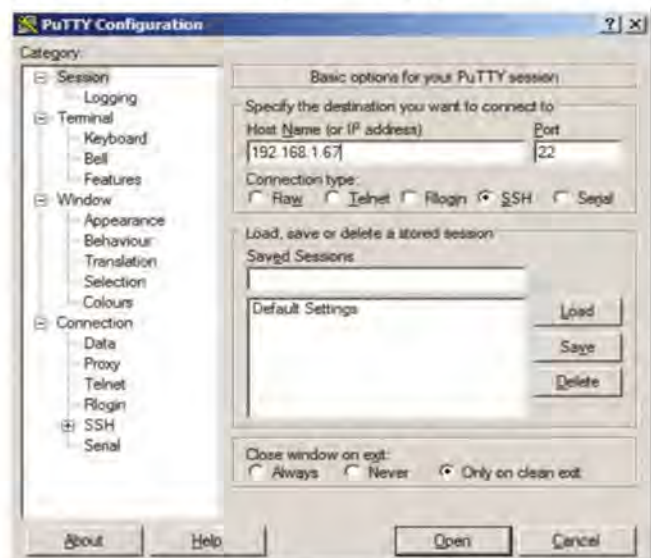 PuTTY Configuration
Category:
Session
Logging
Terminal
Keyboard
Bell
Features
Window
Appearance
Behaviour
Translation
Selection
Colours
Connection
Data
Proxy
Telnet
Rlogin
SSH
Serial
Basic options for your PuTTY session
Specify the destination you want to connect to
Host Name (or IP address) Port
192.168.1.67 22
Connection type:
Raw Telnet Rlogin SSH Serial
Load, save or delete a stored session
Saved Sessions
Default Settings
Load
Save
Delete
Close window on exit:
Always Never Only on clean exit
About Help Open Cancel